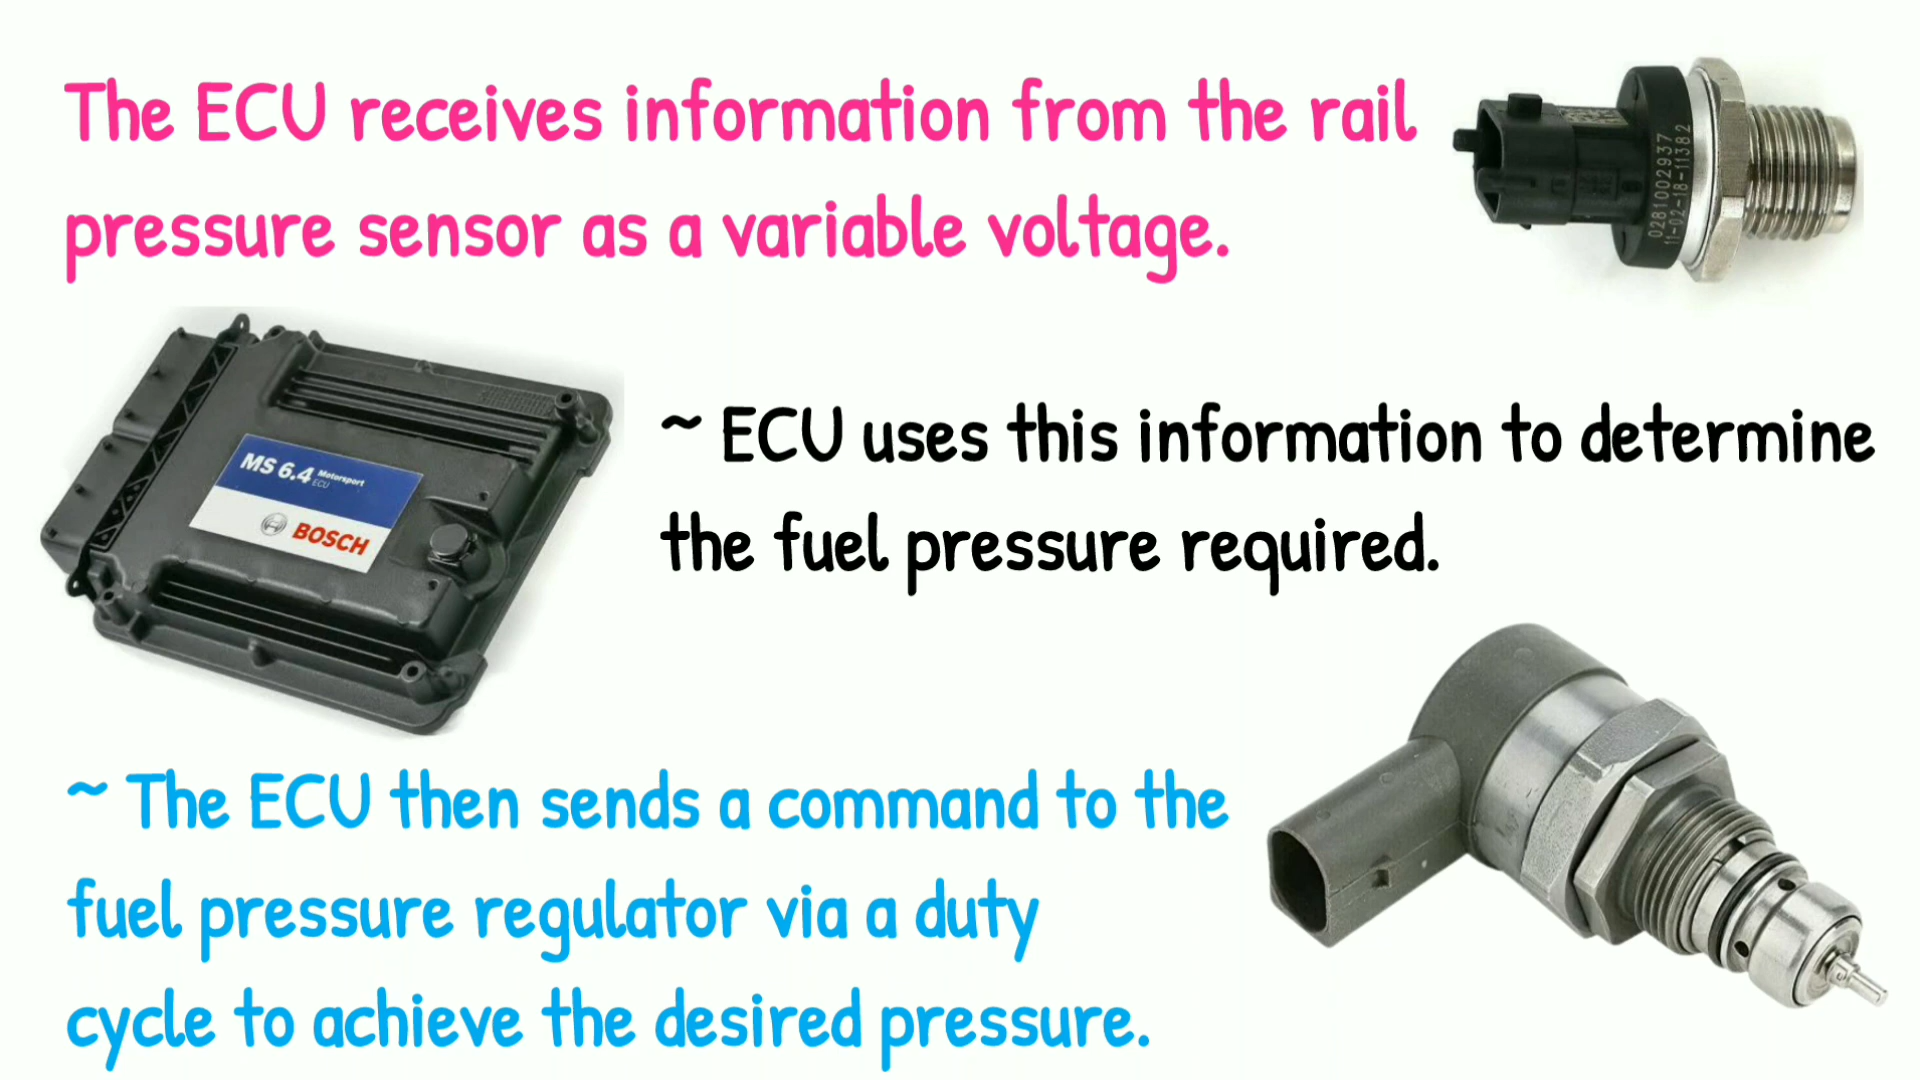 The ECU receives information from the rail
pressure sensor as a variable voltage.
0281002937
11-02-18-11382
MS 6.4 Motorsport
ECU
BOSCH
~ ECU uses this information to determine
the fuel pressure required.
~ The ECU then sends a command to the
fuel pressure regulator via a duty
cycle to achieve the desired pressure.